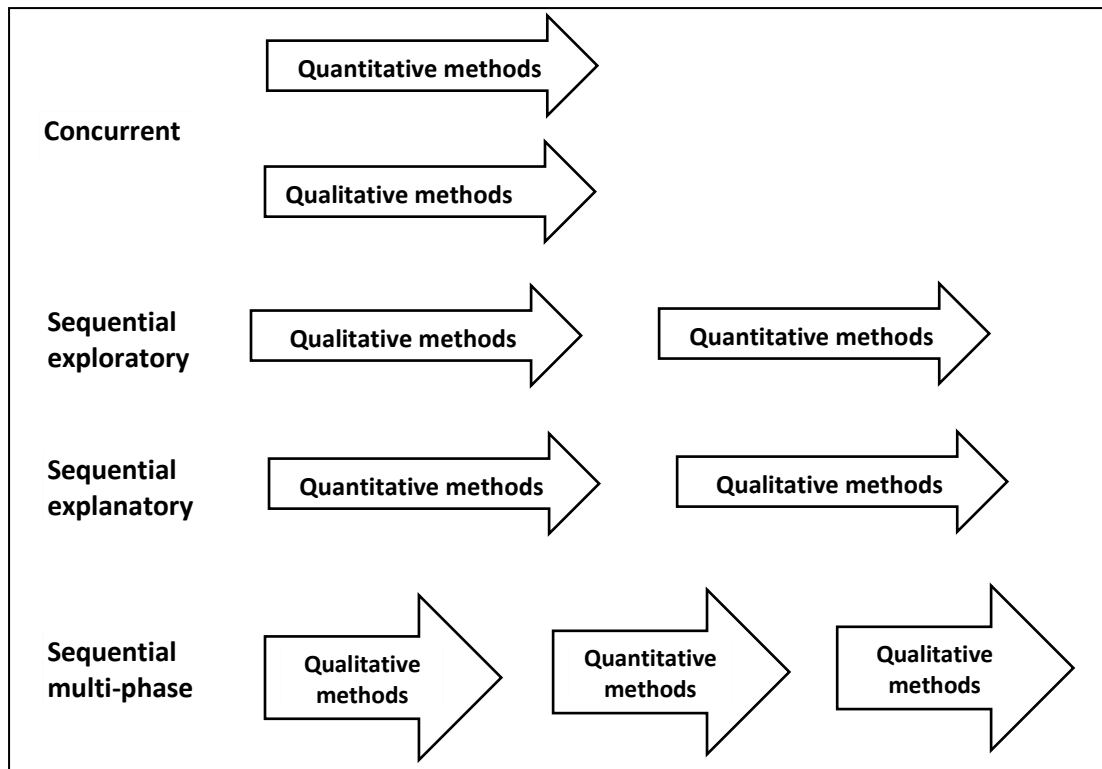 Quantitative methods
Concurrent
Qualitative methods
Sequential
exploratory
Qualitative methods
Quantitative methods
Sequential
explanatory
Quantitative methods
Qualitative methods
Sequential
multi-phase
Qualitative
methods
Quantitative
methods
Qualitative
methods